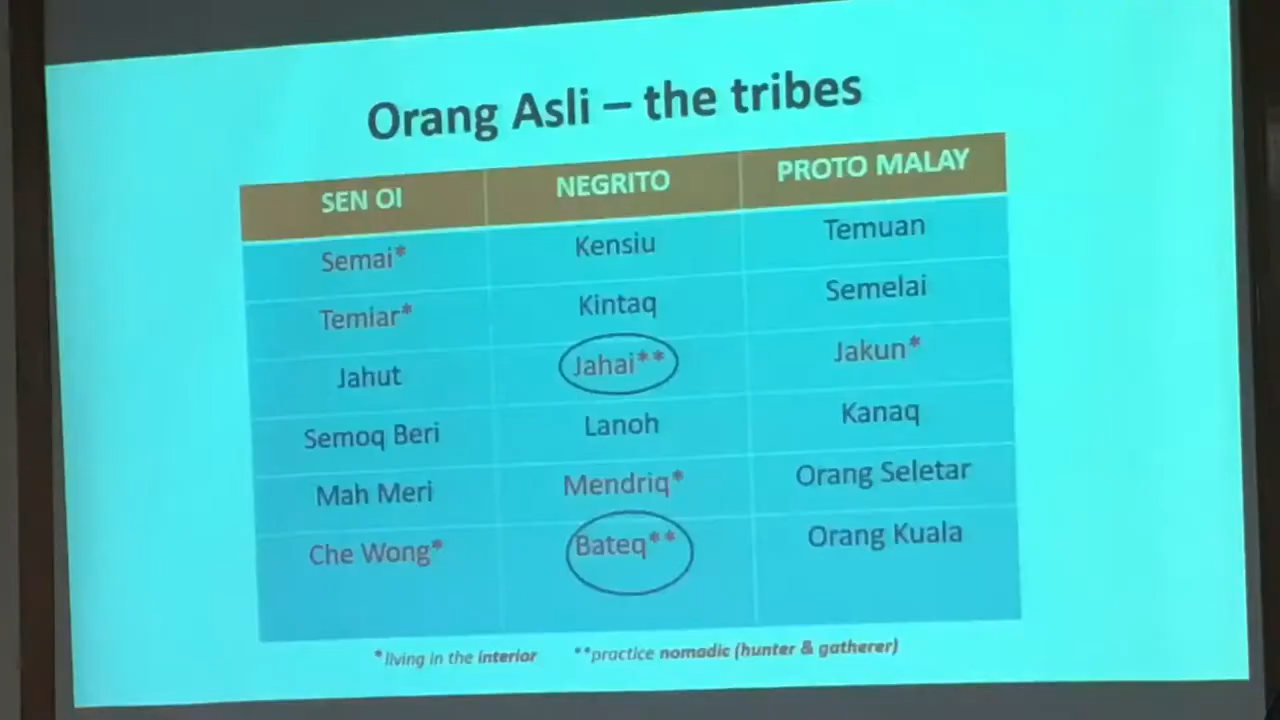 Orang Asli – the tribes
SEN OI NEGRITO PROTO MALAY
Semai* Kensiu Temuan
Temiar* Kintaq Semelai
Jahut Jahai** Jakun*
Semoq Beri Lanoh Kanaq
Mah Meri Mendriq* Orang Seletar
Che Wong* Bateq** Orang Kuala
*living in the interior **practice nomadic (hunter & gatherer)